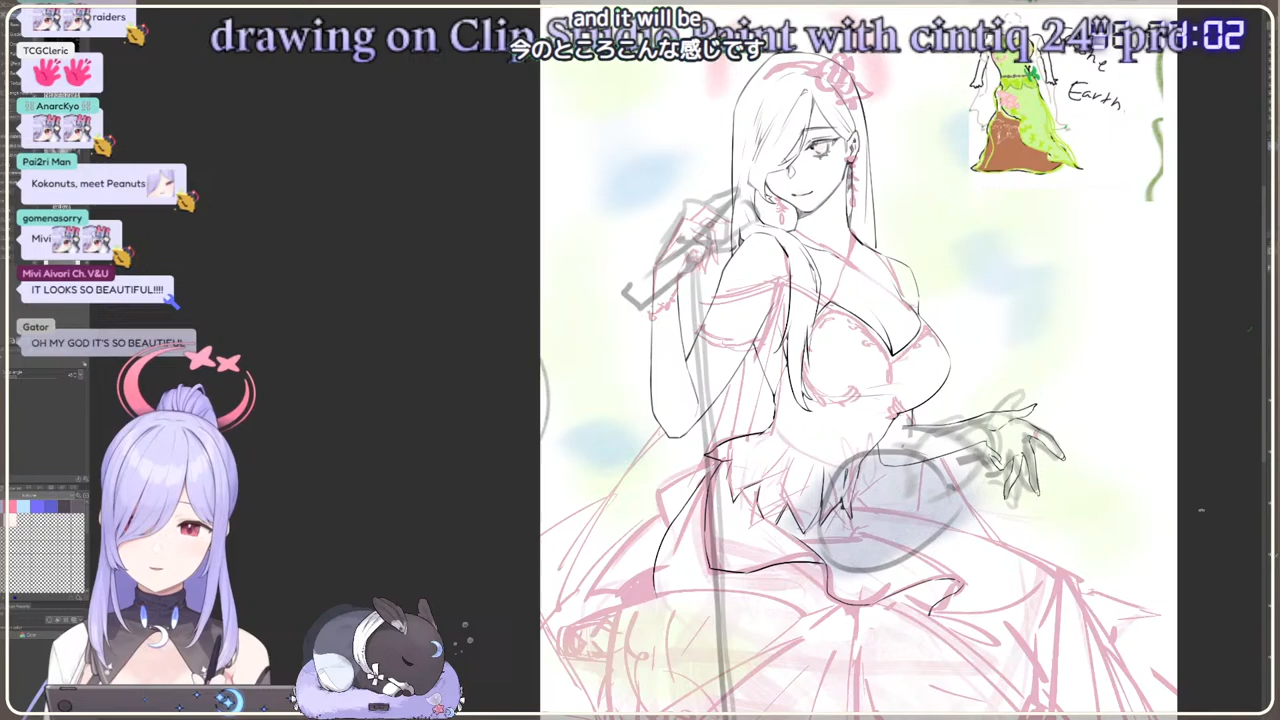 raiders
TCGCleric
AnarcKyo
Pai2ri Man
Kokonuts, meet Peanuts
gomenasorry
Mivi
Mivi Aivori Ch. V&U
IT LOOKS SO BEAUTIFUL!!!!
Gator
OH MY GOD IT'S SO BEAUTIFUL
drawing on Clip Studio Paint with cintiq 24" pro
:02
and it will be
今のところこんな感じです
the
Earth